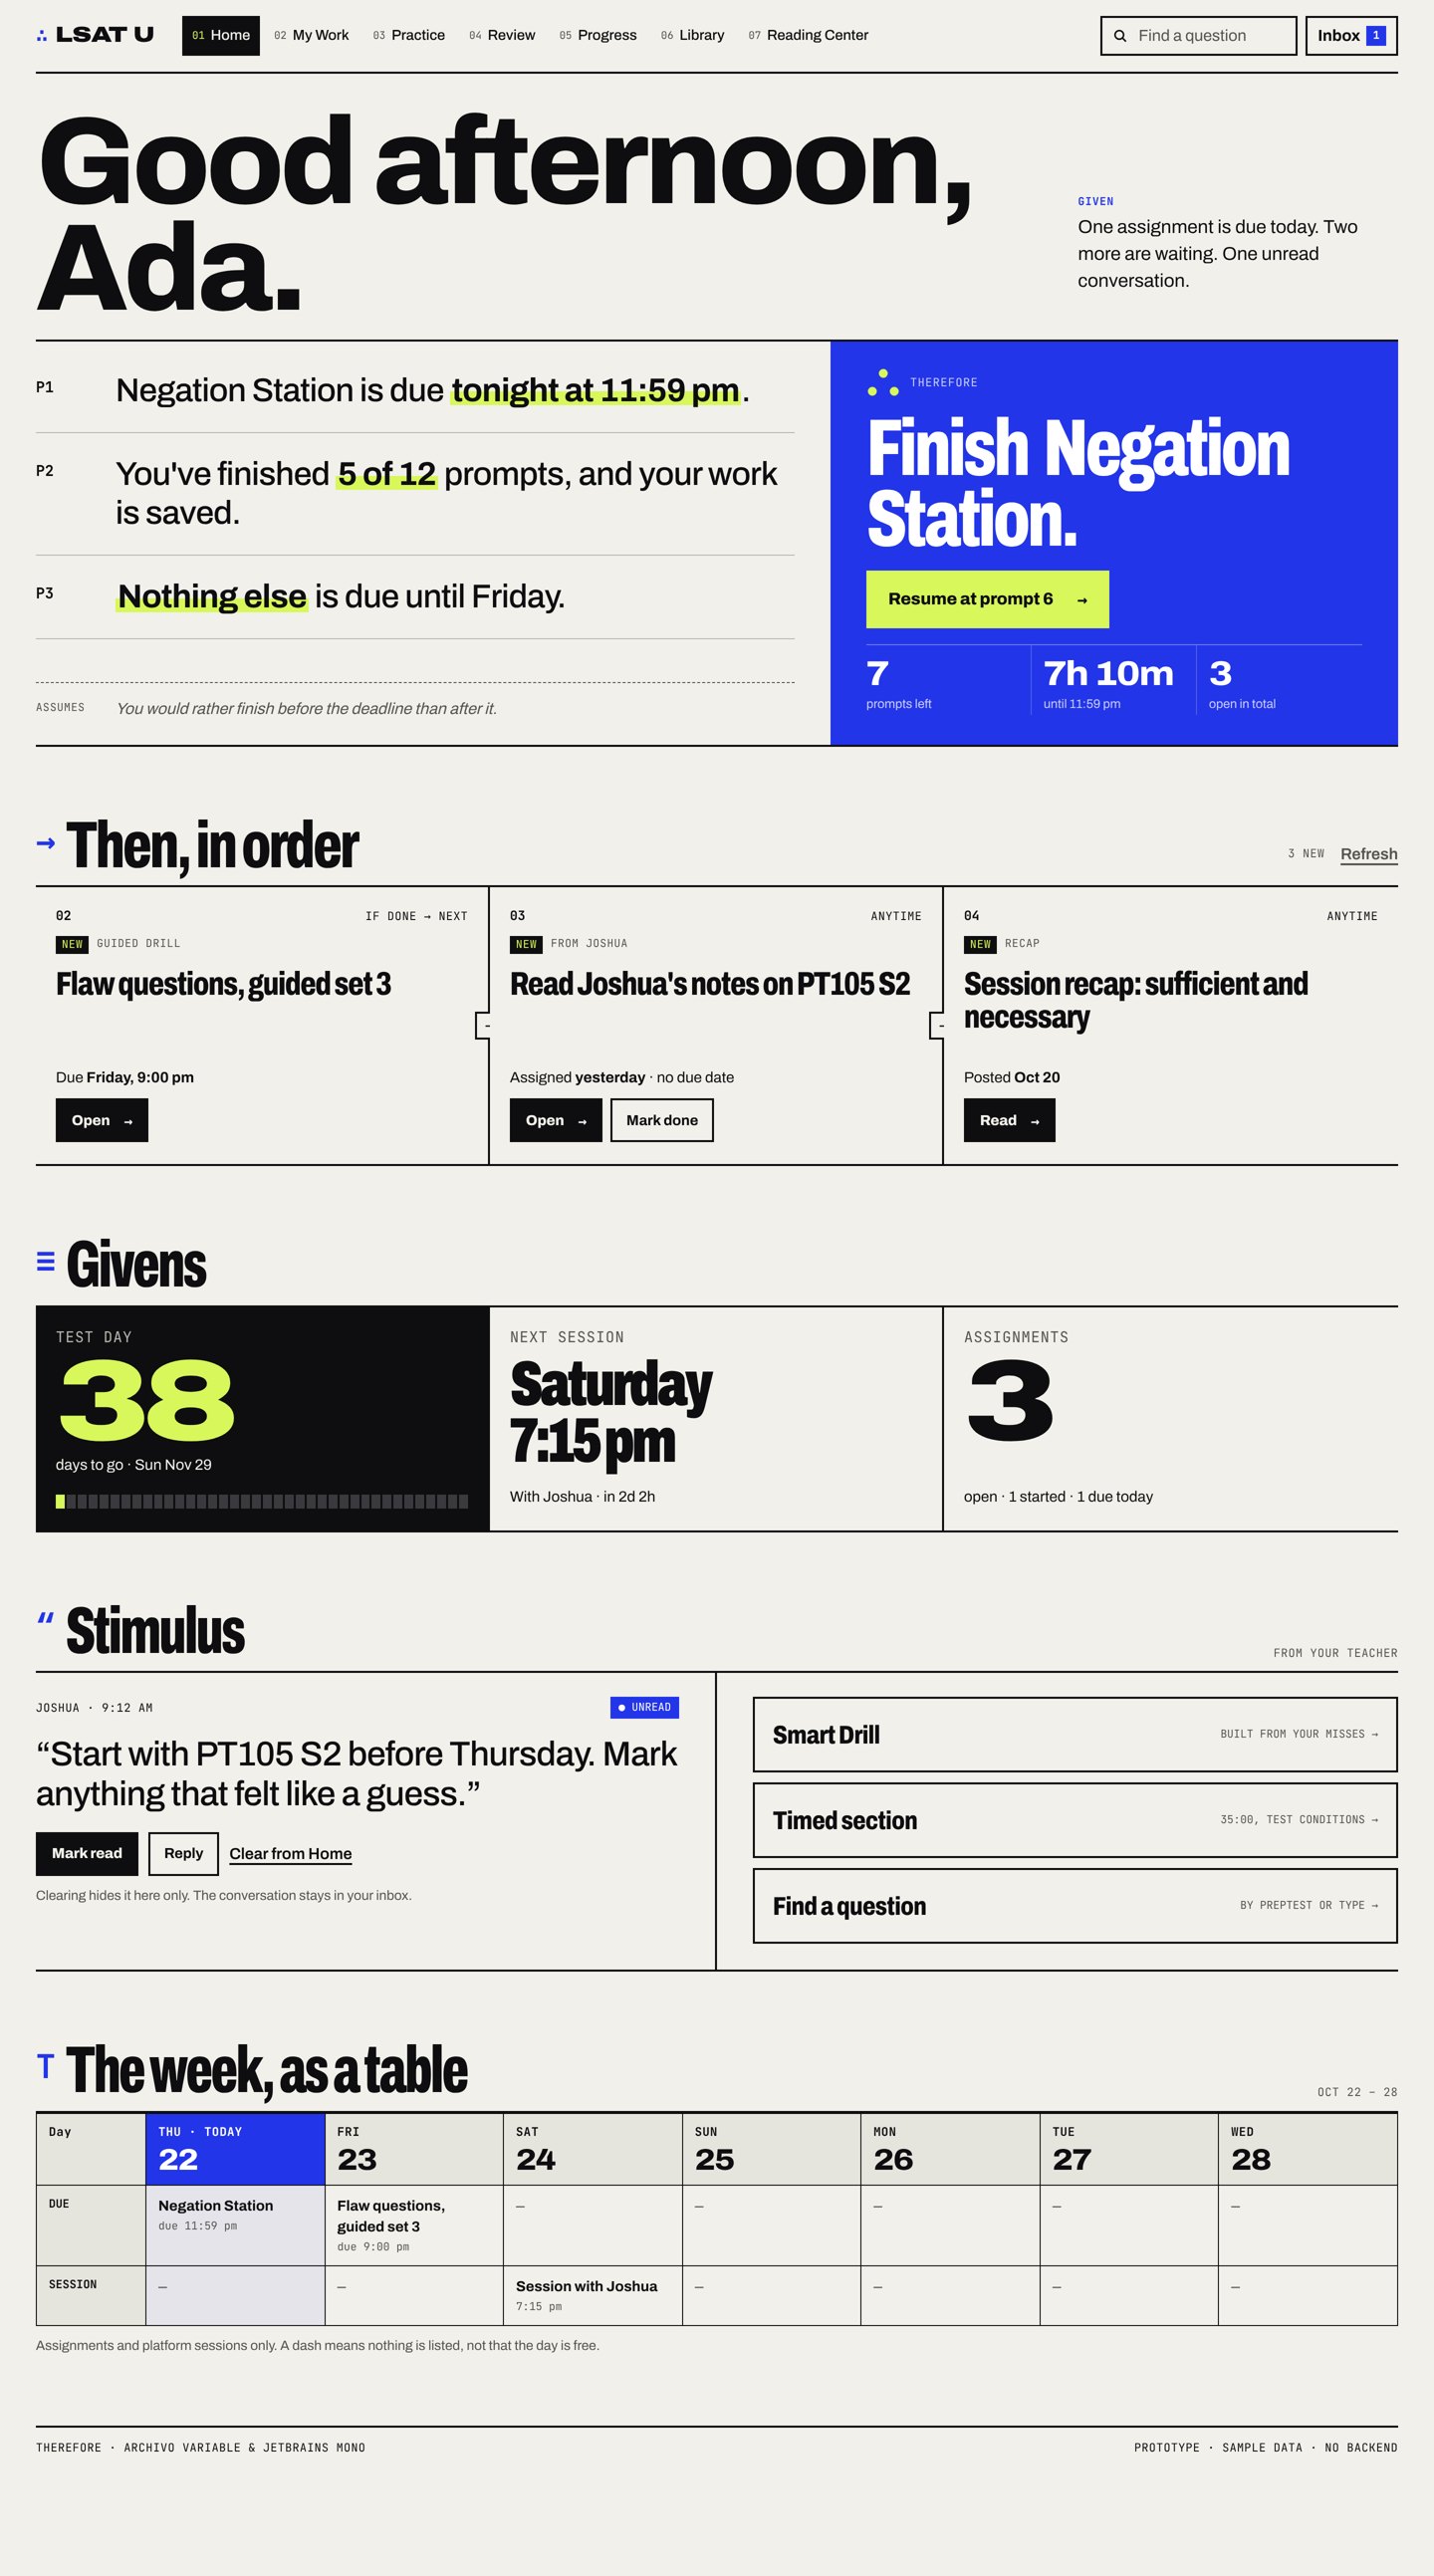 ∴ LSAT U
01 Home 02 My Work 03 Practice 04 Review 05 Progress 06 Library 07 Reading Center
Find a question
Inbox 1
Good afternoon,
Ada.
GIVEN
One assignment is due today. Two
more are waiting. One unread
conversation.
P1 Negation Station is due tonight at 11:59 pm.
P2 You've finished 5 of 12 prompts, and your work
is saved.
P3 Nothing else is due until Friday.
ASSUMES You would rather finish before the deadline than after it.
THEREFORE
Finish Negation
Station.
Resume at prompt 6 →
7 7h 10m 3
prompts left until 11:59 pm open in total
→ Then, in order
3 NEW Refresh
02 IF DONE → NEXT
NEW GUIDED DRILL
Flaw questions, guided set 3
Due Friday, 9:00 pm
Open →
03 ANYTIME
NEW FROM JOSHUA
Read Joshua's notes on PT105 S2
Assigned yesterday · no due date
Open → Mark done
04 ANYTIME
NEW RECAP
Session recap: sufficient and
necessary
Posted Oct 20
Read →
Givens
TEST DAY
38
days to go · Sun Nov 29
NEXT SESSION
Saturday
7:15 pm
With Joshua · in 2d 2h
ASSIGNMENTS
3
open · 1 started · 1 due today
“ Stimulus
FROM YOUR TEACHER
JOSHUA · 9:12 AM ● UNREAD
“Start with PT105 S2 before Thursday. Mark
anything that felt like a guess.”
Mark read Reply Clear from Home
Clearing hides it here only. The conversation stays in your inbox.
Smart Drill BUILT FROM YOUR MISSES →
Timed section 35:00, TEST CONDITIONS →
Find a question BY PREPTEST OR TYPE →
T The week, as a table
OCT 22 – 28
Day THU · TODAY FRI SAT SUN MON TUE WED
22 23 24 25 26 27 28
DUE Negation Station Flaw questions, — — — — —
due 11:59 pm guided set 3
due 9:00 pm
SESSION — — Session with Joshua — — — —
7:15 pm
Assignments and platform sessions only. A dash means nothing is listed, not that the day is free.
THEREFORE · ARCHIVO VARIABLE & JETBRAINS MONO
PROTOTYPE · SAMPLE DATA · NO BACKEND